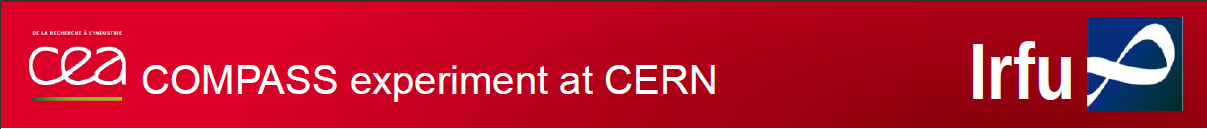 DE LA RECHERCHE À L'INDUSTRIE
cea
COMPASS experiment at CERN
Irfu